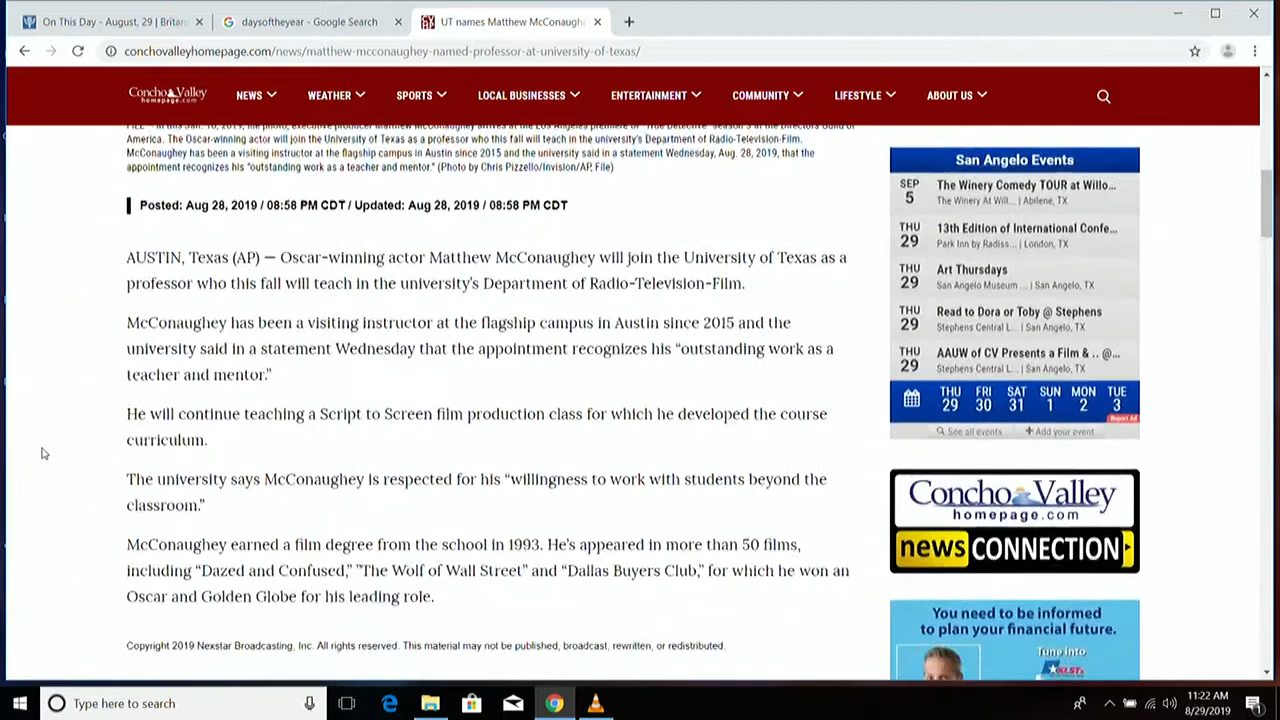 On This Day - August, 29 | Britan
daysoftheyear - Google Search
UT names Matthew McConaughe
conchovalleyhomepage.com/news/matthew-mcconaughey-named-professor-at-university-of-texas/
Concho Valley
homepage.com
NEWS
WEATHER
SPORTS
LOCAL BUSINESSES
ENTERTAINMENT
COMMUNITY
LIFESTYLE
ABOUT US
America. The Oscar-winning actor will join the University of Texas as a professor who this fall will teach in the university's Department of Radio-Television-Film.
McConaughey has been a visiting instructor at the flagship campus in Austin since 2015 and the university said in a statement Wednesday, Aug. 28, 2019, that the
appointment recognizes his "outstanding work as a teacher and mentor." (Photo by Chris Pizzello/Invision/AP, File)
Posted: Aug 28, 2019 / 08:58 PM CDT / Updated: Aug 28, 2019 / 08:58 PM CDT
AUSTIN, Texas (AP) — Oscar-winning actor Matthew McConaughey will join the University of Texas as a
professor who this fall will teach in the university's Department of Radio-Television-Film.
McConaughey has been a visiting instructor at the flagship campus in Austin since 2015 and the
university said in a statement Wednesday that the appointment recognizes his “outstanding work as a
teacher and mentor.”
He will continue teaching a Script to Screen film production class for which he developed the course
curriculum.
The university says McConaughey is respected for his “willingness to work with students beyond the
classroom.”
McConaughey earned a film degree from the school in 1993. He’s appeared in more than 50 films,
including “Dazed and Confused,” ”The Wolf of Wall Street” and “Dallas Buyers Club,” for which he won an
Oscar and Golden Globe for his leading role.
Copyright 2019 Nexstar Broadcasting, Inc. All rights reserved. This material may not be published, broadcast, rewritten, or redistributed.
San Angelo Events
SEP 5 The Winery Comedy TOUR at Willo...
The Winery At Will... | Abilene, TX
THU 29 13th Edition of International Confe...
Park Inn by Radiss... | London, TX
THU 29 Art Thursdays
San Angelo Museum ... | San Angelo, TX
THU 29 Read to Dora or Toby @ Stephens
Stephens Central L... | San Angelo, TX
THU 29 AAUW of CV Presents a Film & .. @...
Stephens Central L... | San Angelo, TX
THU FRI SAT SUN MON TUE
29 30 31 1 2 3
Report Ad
See all events
Add your event
Concho Valley
homepage.com
news CONNECTION
You need to be informed
to plan your financial future.
Tune into
Type here to search
11:22 AM
8/29/2019
1